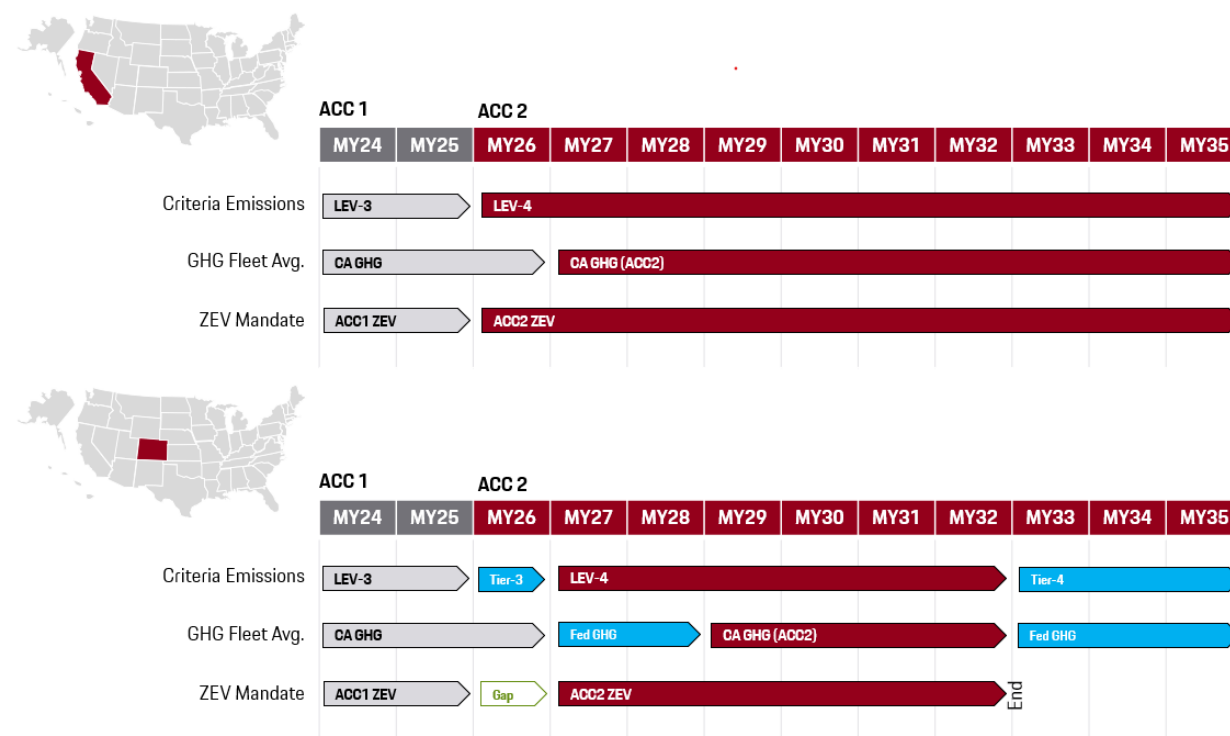 ACC 1 ACC 2
MY24 MY25 MY26 MY27 MY28 MY29 MY30 MY31 MY32 MY33 MY34 MY35
Criteria Emissions LEV-3 LEV-4
GHG Fleet Avg. CA GHG CA GHG (ACC2)
ZEV Mandate ACC1 ZEV ACC2 ZEV
ACC 1 ACC 2
MY24 MY25 MY26 MY27 MY28 MY29 MY30 MY31 MY32 MY33 MY34 MY35
Criteria Emissions LEV-3 Tier-3 LEV-4 Tier-4
GHG Fleet Avg. CA GHG Fed GHG CA GHG (ACC2) Fed GHG
ZEV Mandate ACC1 ZEV Gap ACC2 ZEV End